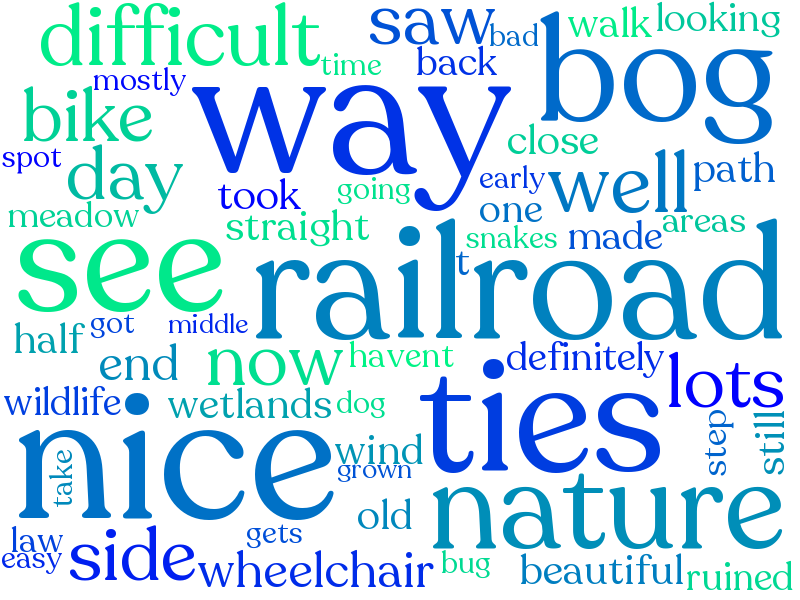 difficult
saw
bad
walk
looking
time
mostly
back
way
bog
bike
close
spot
day
took
going
early
well
path
meadow
straight
one
areas
snakes
made
see
railroad
t
half
got
middle
end
now
havent
definitely
lots
wildlife
wetlands
dog
ties
step
still
nice
take
wind
grown
old
nature
law
easy
side
gets
wheelchair
bug
beautiful
ruined